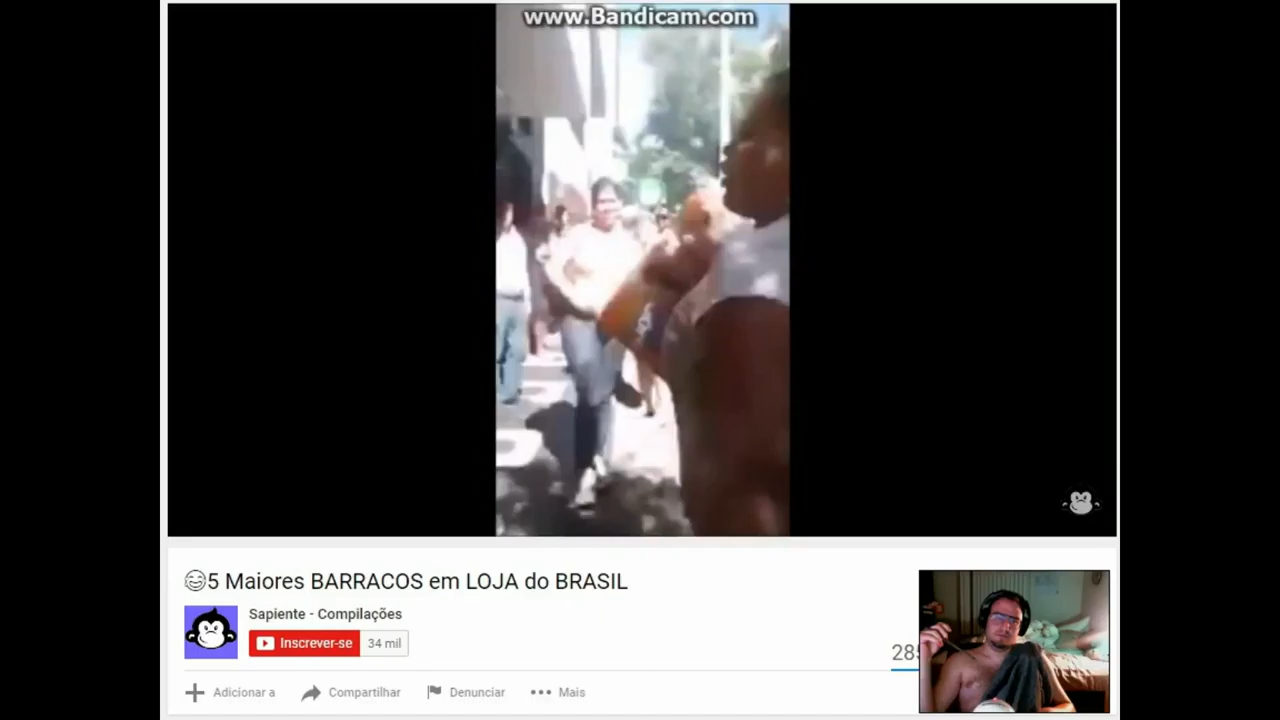 www.Bandicam.com
😂5 Maiores BARRACOS em LOJA do BRASIL
Sapiente - Compilações
Inscrever-se 34 mil
285
Adicionar a Compartilhar Denunciar Mais